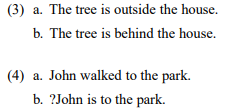 (3) a. The tree is outside the house.
b. The tree is behind the house.
(4) a. John walked to the park.
b. ?John is to the park.